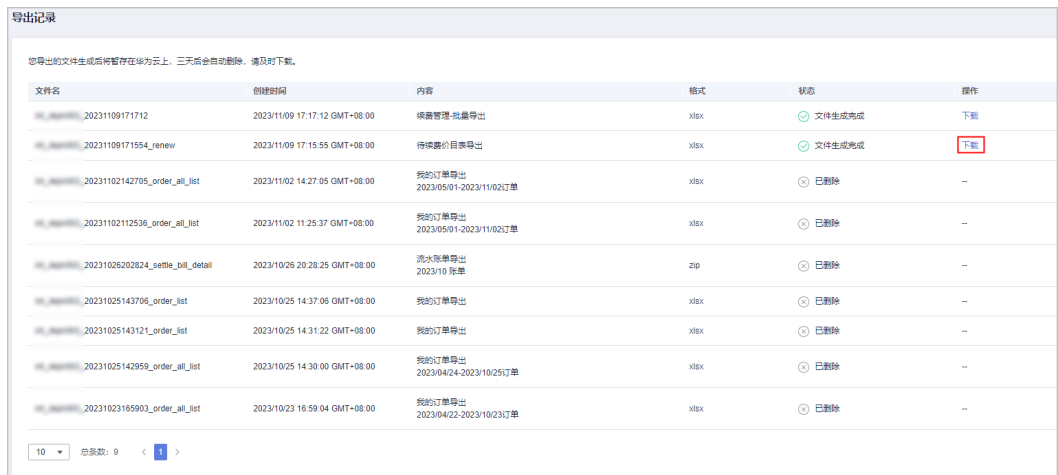 导出记录
您导出的文件生成后将暂存在华为云上，三天后会自动删除，请及时下载。
文件名 创建时间 内容 格式 状态 操作
_20231109171712 2023/11/09 17:17:12 GMT+08:00 续费管理-批量导出 xlsx 文件生成完成 下载
_20231109171554_renew 2023/11/09 17:15:55 GMT+08:00 待续费价目表导出 xlsx 文件生成完成 下载
_20231102142705_order_all_list 2023/11/02 14:27:05 GMT+08:00 我的订单导出 xlsx 已删除 --
2023/05/01-2023/11/02订单
_20231102112536_order_all_list 2023/11/02 11:25:37 GMT+08:00 我的订单导出 xlsx 已删除 --
2023/05/01-2023/11/02订单
_20231026202824_settle_bill_detail 2023/10/26 20:28:25 GMT+08:00 流水账单导出 zip 已删除 --
2023/10 账单
_20231025143706_order_list 2023/10/25 14:37:06 GMT+08:00 我的订单导出 xlsx 已删除 --
_20231025143121_order_list 2023/10/25 14:31:22 GMT+08:00 我的订单导出 xlsx 已删除 --
_20231025142959_order_all_list 2023/10/25 14:30:00 GMT+08:00 我的订单导出 xlsx 已删除 --
2023/04/24-2023/10/25订单
_20231023165903_order_all_list 2023/10/23 16:59:04 GMT+08:00 我的订单导出 xlsx 已删除 --
2023/04/22-2023/10/23订单
10 总条数: 9 < 1 >